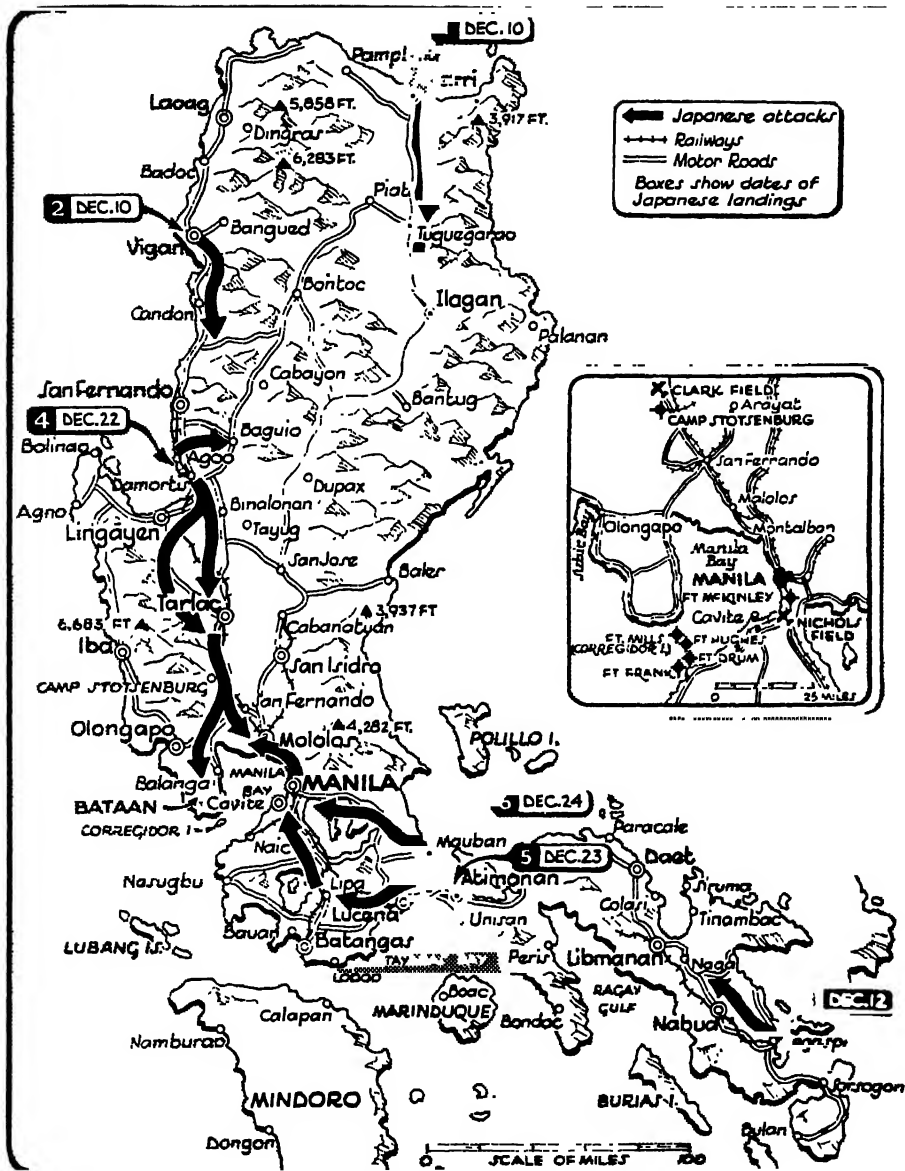 DEC. 10
Laoag
5,858 FT.
Dingras
3,917 FT.
6,283 FT.
Badoc
Piat
2 DEC. 10
Bangued
Vigan
Tuguegarao
Japanese attacks
Railways
Motor Roads
Boxes show dates of
Japanese landings
Bontoc
Ilagan
Candon
Palanan
Cabayon
San Fernando
Bantug
4 DEC. 22
Baguio
Bolinao
Agoo
Damortis
Dupax
Agno
Binalonan
Lingayen
Tayug
San Jose
Baler
Tarlac
3,937 FT
6,683 FT
Cabanatuan
Iba
San Isidro
CAMP STOTSENBURG
San Fernando
Olongapo
4,282 FT.
Mololos
POLILLO I.
Balanga
MANILA
BAY
MANILA
BATAAN
Cavite
CORREGIDOR I
DEC. 24
Paracale
Naic
Mauban
5 DEC. 23
Daet
Nasugbu
Lipa
Atimonan
Siruma
Colasi
Tinambac
Lucena
Unisan
LUBANG IS.
Bauan
Batangas
Peris
Libmanan
Naga
TAY
Boac
RAGAY
GULF
DEC. 12
MARINDUQUE
Bondoc
Nabua
Calapan
Namburao
Sorsogon
MINDORO
BURIAS I.
Bulan
Dongon
0 SCALE OF MILES 100
CLARK FIELD
Arayat
CAMP STOTSENBURG
San Fernando
Malolos
Olongapo
Montalban
Subic Bay
Manila
Bay
MANILA
FT MCKINLEY
Cavite
NICHOLS
FIELD
FT. MILLS
(CORREGIDOR I.)
FT HUGHES
FT DRUM
FT FRANK
0 25 MILES